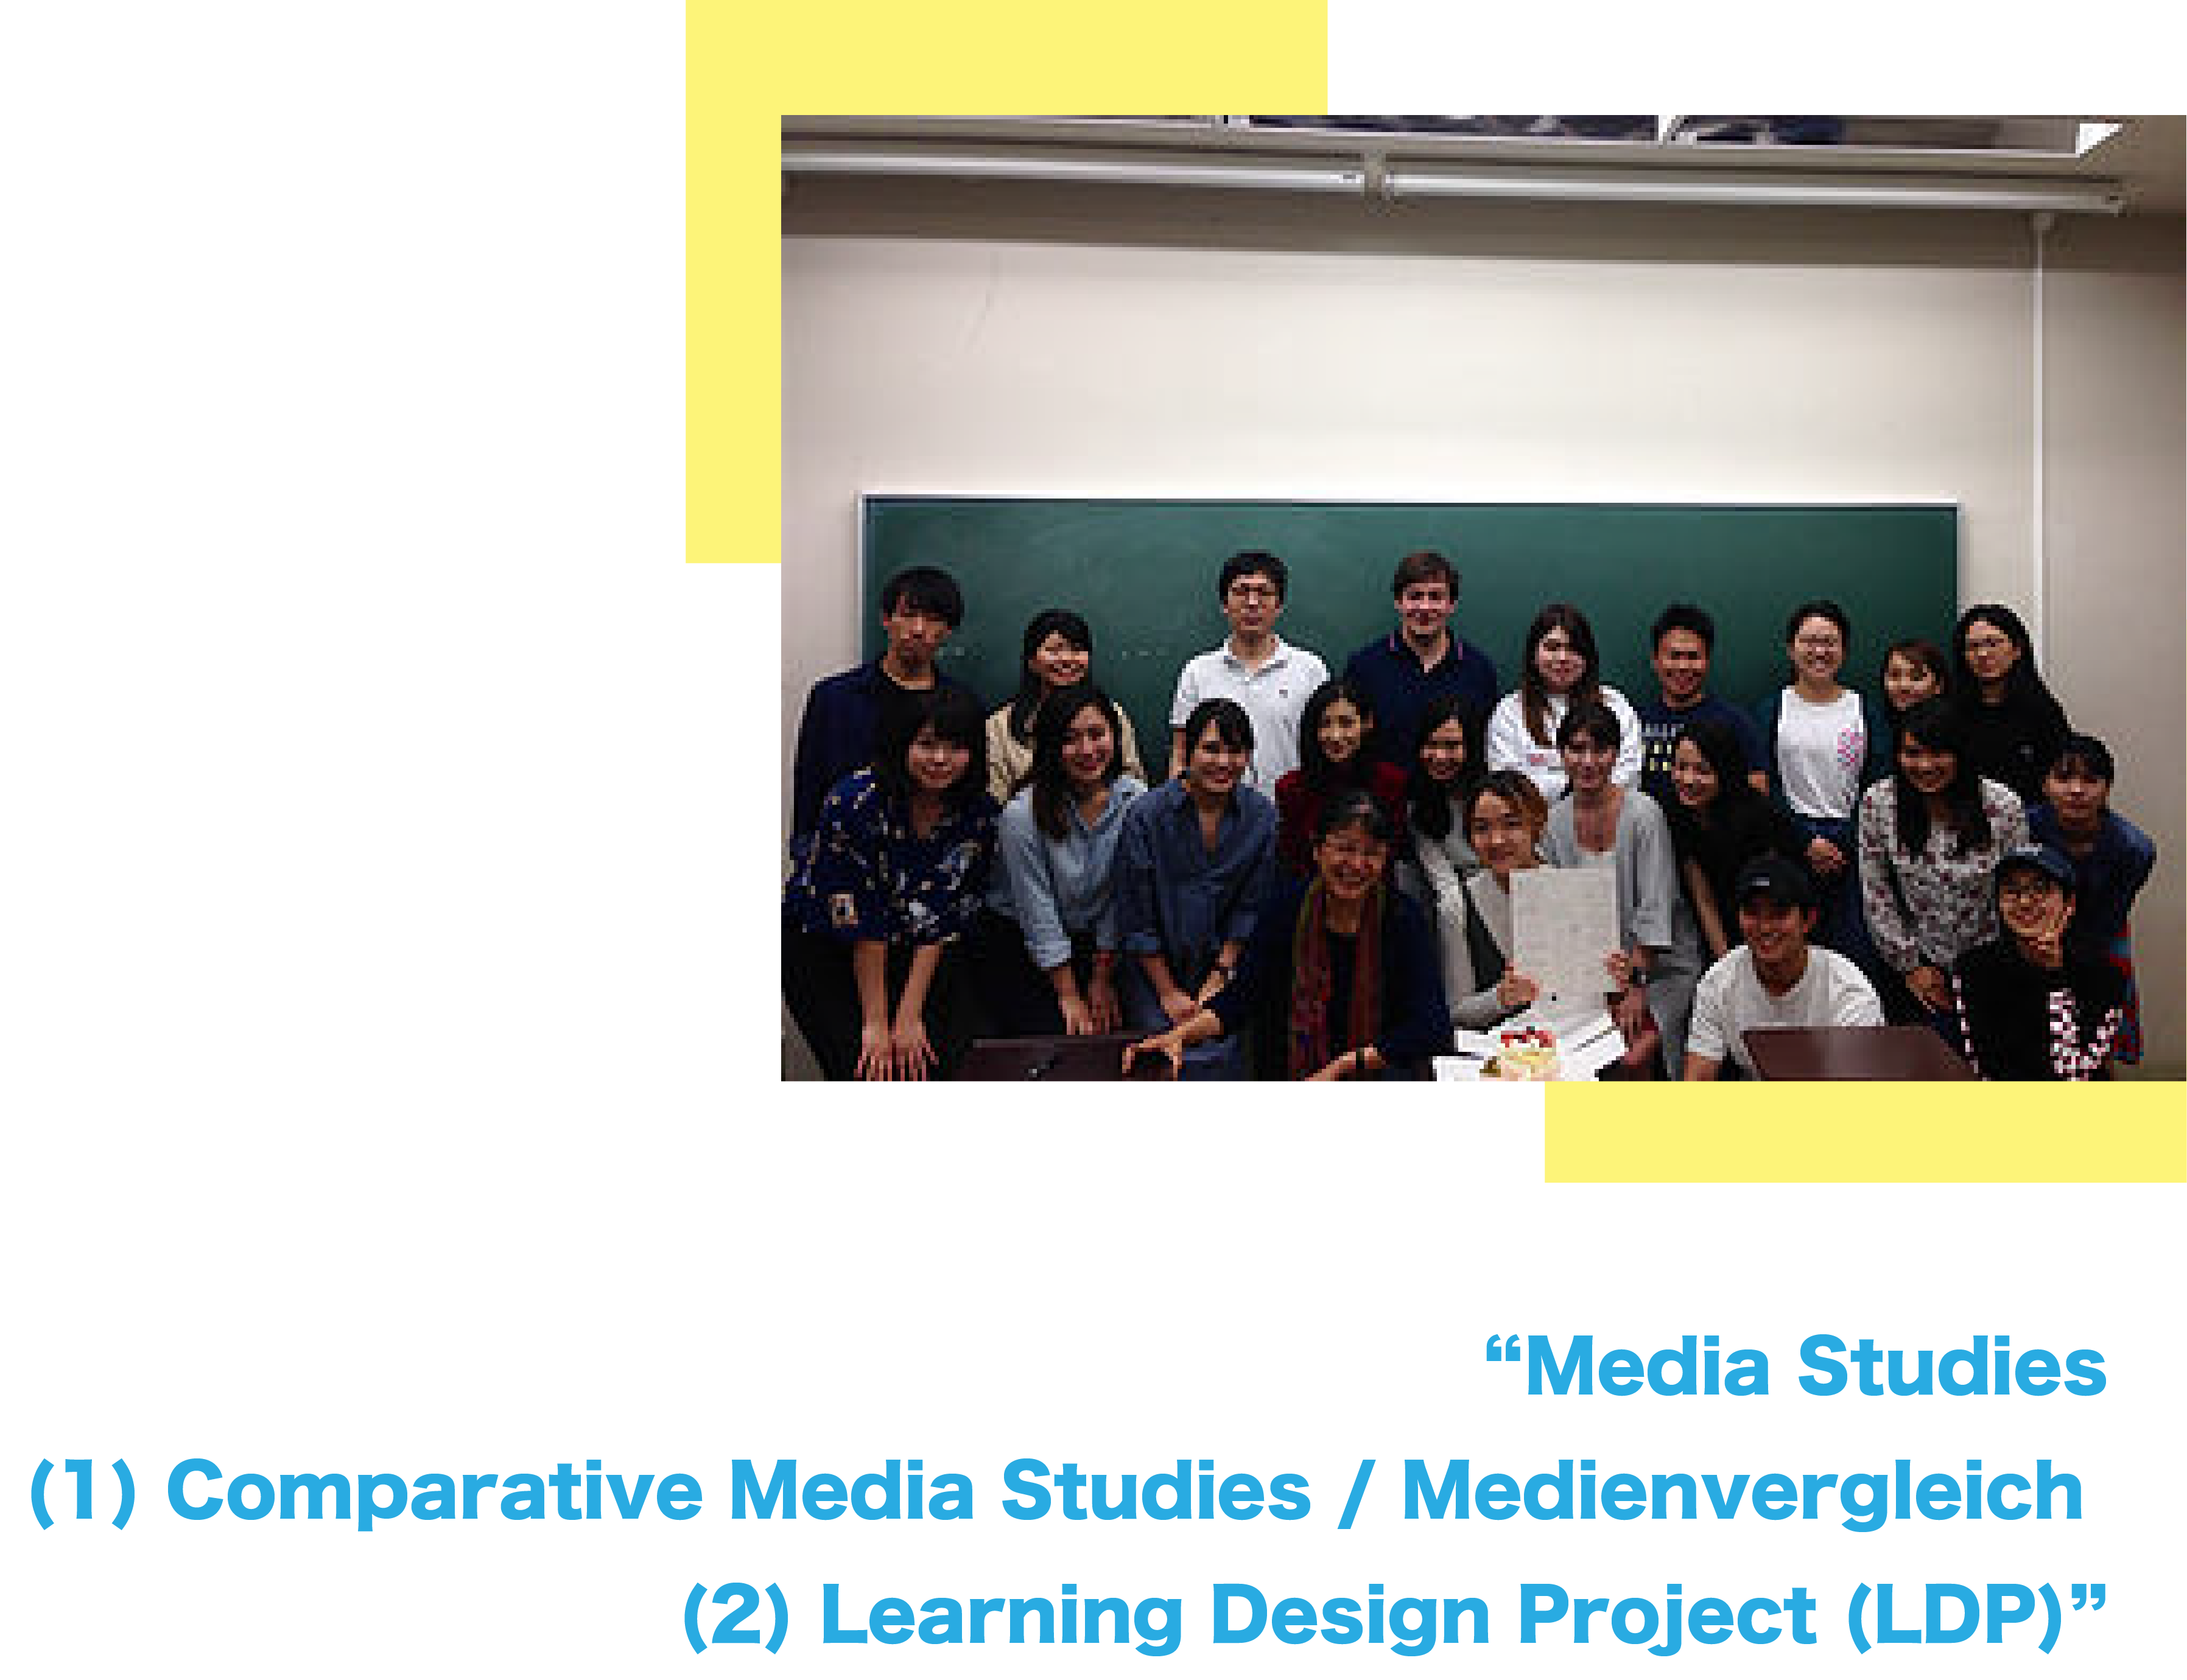 “Media Studies
(1) Comparative Media Studies / Medienvergleich
(2) Learning Design Project (LDP)”